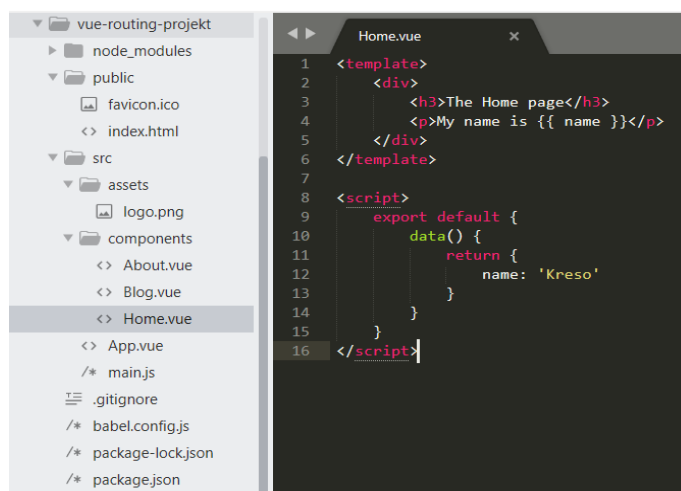 vue-routing-projekt
node_modules
public
favicon.ico
<> index.html
src
assets
logo.png
components
<> About.vue
<> Blog.vue
<> Home.vue
<> App.vue
/* main.js
.gitignore
/* babel.config.js
/* package-lock.json
/* package.json
Home.vue ×
1 <template>
2     <div>
3         <h3>The Home page</h3>
4         <p>My name is {{ name }}</p>
5     </div>
6 </template>
7
8 <script>
9     export default {
10         data() {
11             return {
12                 name: 'Kreso'
13             }
14         }
15     }
16 </script>